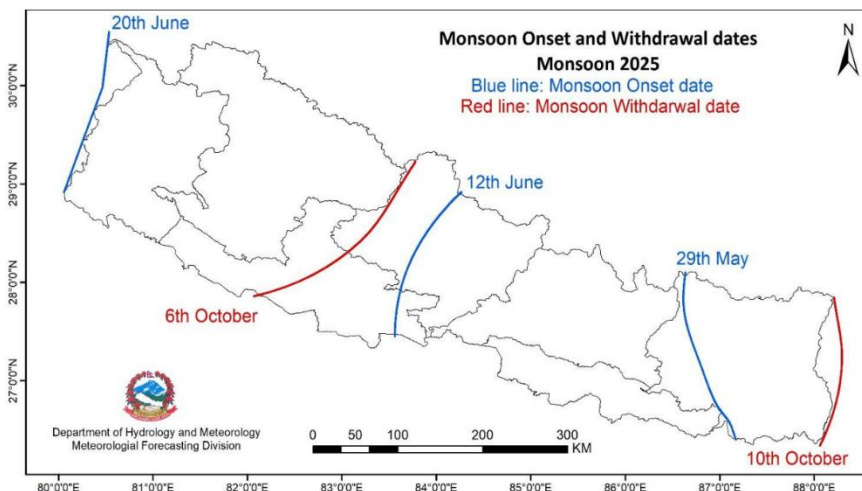 20th June
Monsoon Onset and Withdrawal dates
Monsoon 2025
Blue line: Monsoon Onset date
Red line: Monsoon Withdarwal date
N
30°0'0"N
29°0'0"N
28°0'0"N
27°0'0"N
12th June
29th May
6th October
10th October
Department of Hydrology and Meteorology
Meteorologial Forecasting Division
0 50 100 200 300
KM
80°0'0"E 81°0'0"E 82°0'0"E 83°0'0"E 84°0'0"E 85°0'0"E 86°0'0"E 87°0'0"E 88°0'0"E